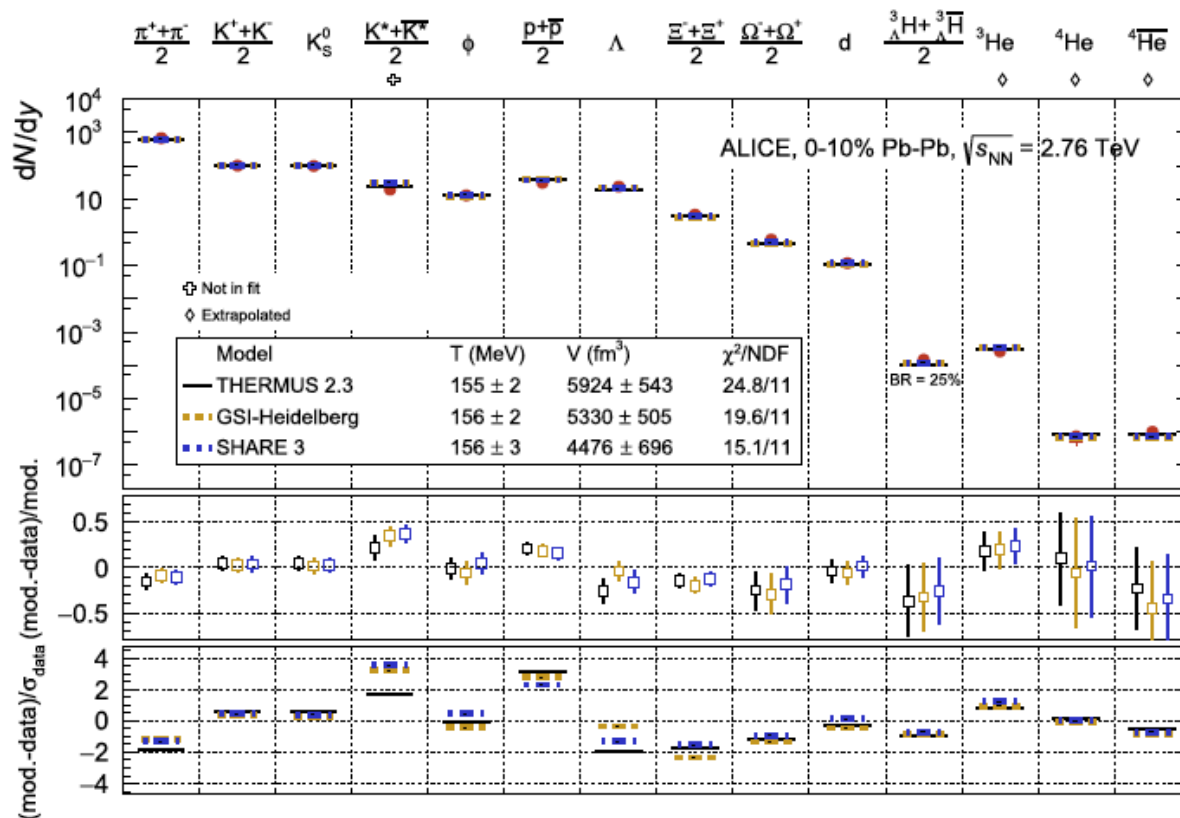 π⁺+π⁻/2 K⁺+K⁻/2 K⁰S K*+K̅*/2 ϕ p+p̅/2 Λ Ξ⁻+Ξ⁺/2 Ω⁻+Ω⁺/2 d ³ΛH+³ΛH̅/2 ³He ⁴He ⁴H̅e̅
dN/dy
10⁴
10³
10
10⁻¹
10⁻³
10⁻⁵
10⁻⁷
ALICE, 0-10% Pb-Pb, √sNN = 2.76 TeV
Not in fit
Extrapolated
Model T (MeV) V (fm³) χ²/NDF
THERMUS 2.3 155 ± 2 5924 ± 543 24.8/11
GSI-Heidelberg 156 ± 2 5330 ± 505 19.6/11
SHARE 3 156 ± 3 4476 ± 696 15.1/11
BR = 25%
(mod.-data)/mod.
0.5
0
−0.5
(mod.-data)/σdata
4
2
0
−2
−4